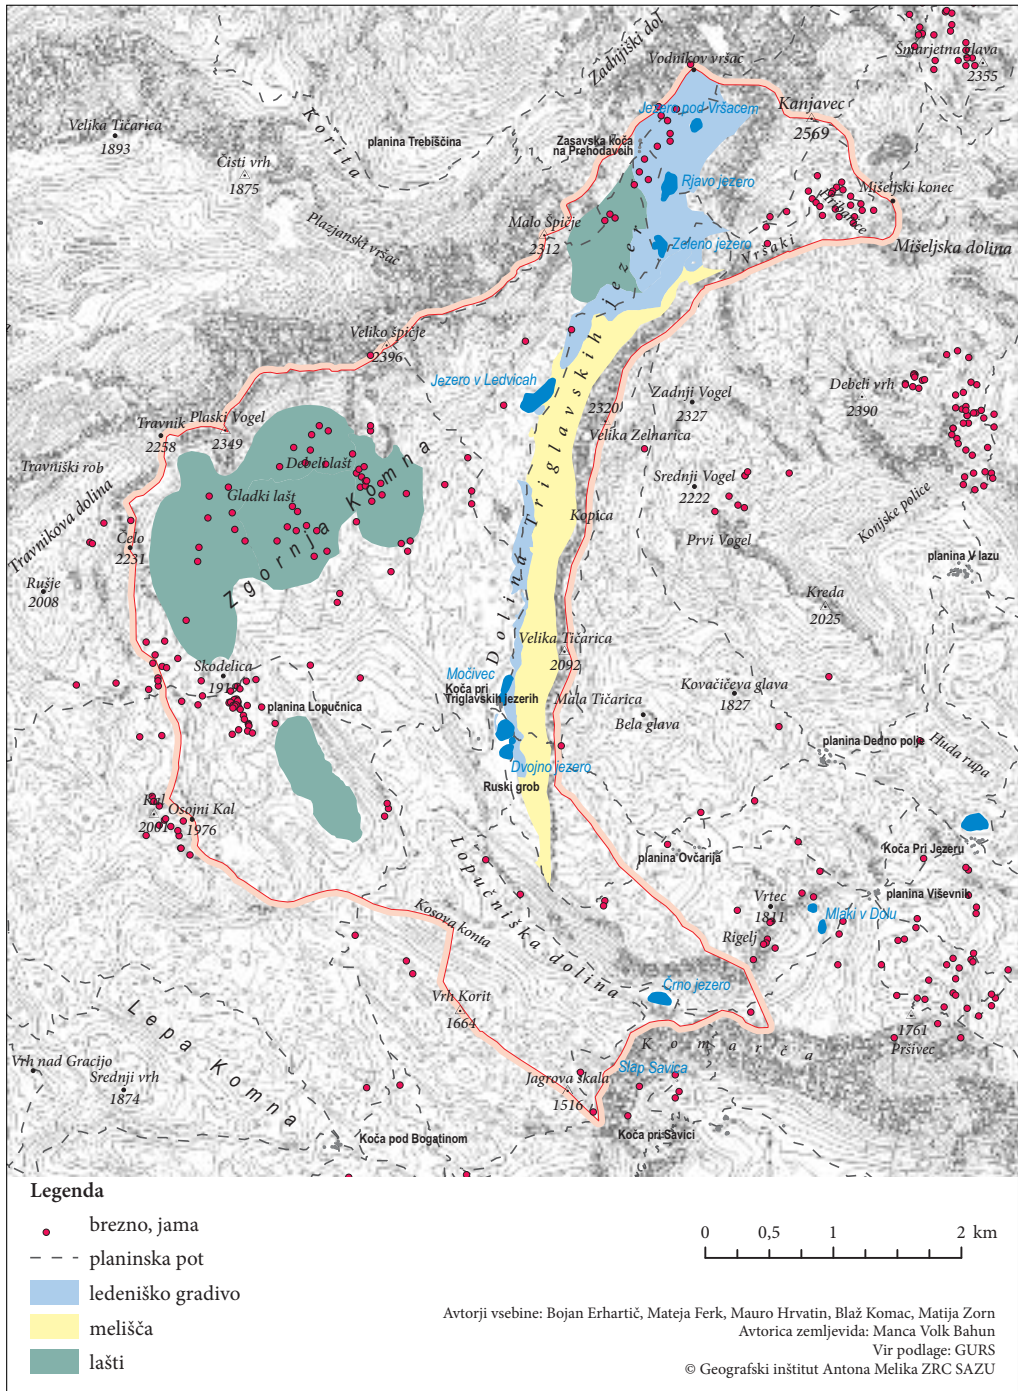 Zadnjiški dol
Vodnikov vršac
Šmarjetna glava
2355
Korita
Velika Tičarica
1893
planina Trebiščina
Jezero pod Vršacem
Kanjavec
2569
Zasavska koča
na Prehodavcih
Čisti vrh
1875
Rjavo jezero
Mišeljski konec
Hribarice
Plazjanski vršac
Malo Špičje
2312
Zeleno jezero
Vršaki
Mišeljska dolina
Veliko špičje
2396
Jezero v Ledvicah
Zadnji Vogel
2327
Debeli vrh
2390
2320
Velika Zelnarica
Travnik
2258
Plaski Vogel
2349
Travniški rob
Debeli lašt
Gladki lašt
Zgornja Komna
Dolina Triglavskih jezer
Srednji Vogel
2222
Kopica
Konjske police
Travnikova dolina
Čelo
2231
Prvi Vogel
planina V lazu
Rušje
2008
Kreda
2025
Velika Tičarica
2092
Skodelica
191
Močivec
Koča pri
Triglavskih jezerih
Mala Tičarica
Kovačičeva glava
1827
planina Lopučnica
Bela glava
planina Dedno polje
Huda rupa
Dvojno jezero
Ruski grob
Kal
2001
Osojni Kal
1976
Koča Pri Jezeru
planina Ovčarija
Lopučniška dolina
planina Viševnik
Vrtec
1811
Mlaki v Dolu
Kosova konta
Rigelj
Črno jezero
Vrh Korit
1664
Lepa Komna
1761
Pršivec
Komarča
Vrh nad Gracijo
Srednji vrh
1874
Slap Savica
Jagrova skala
1516
Koča pod Bogatinom
Koča pri Savici
Legenda
brezno, jama
planinska pot
ledeniško gradivo
melišča
lašti
0 0,5 1 2 km
Avtorji vsebine: Bojan Erhartič, Mateja Ferk, Mauro Hrvatin, Blaž Komac, Matija Zorn
Avtorica zemljevida: Manca Volk Bahun
Vir podlage: GURS
© Geografski inštitut Antona Melika ZRC SAZU